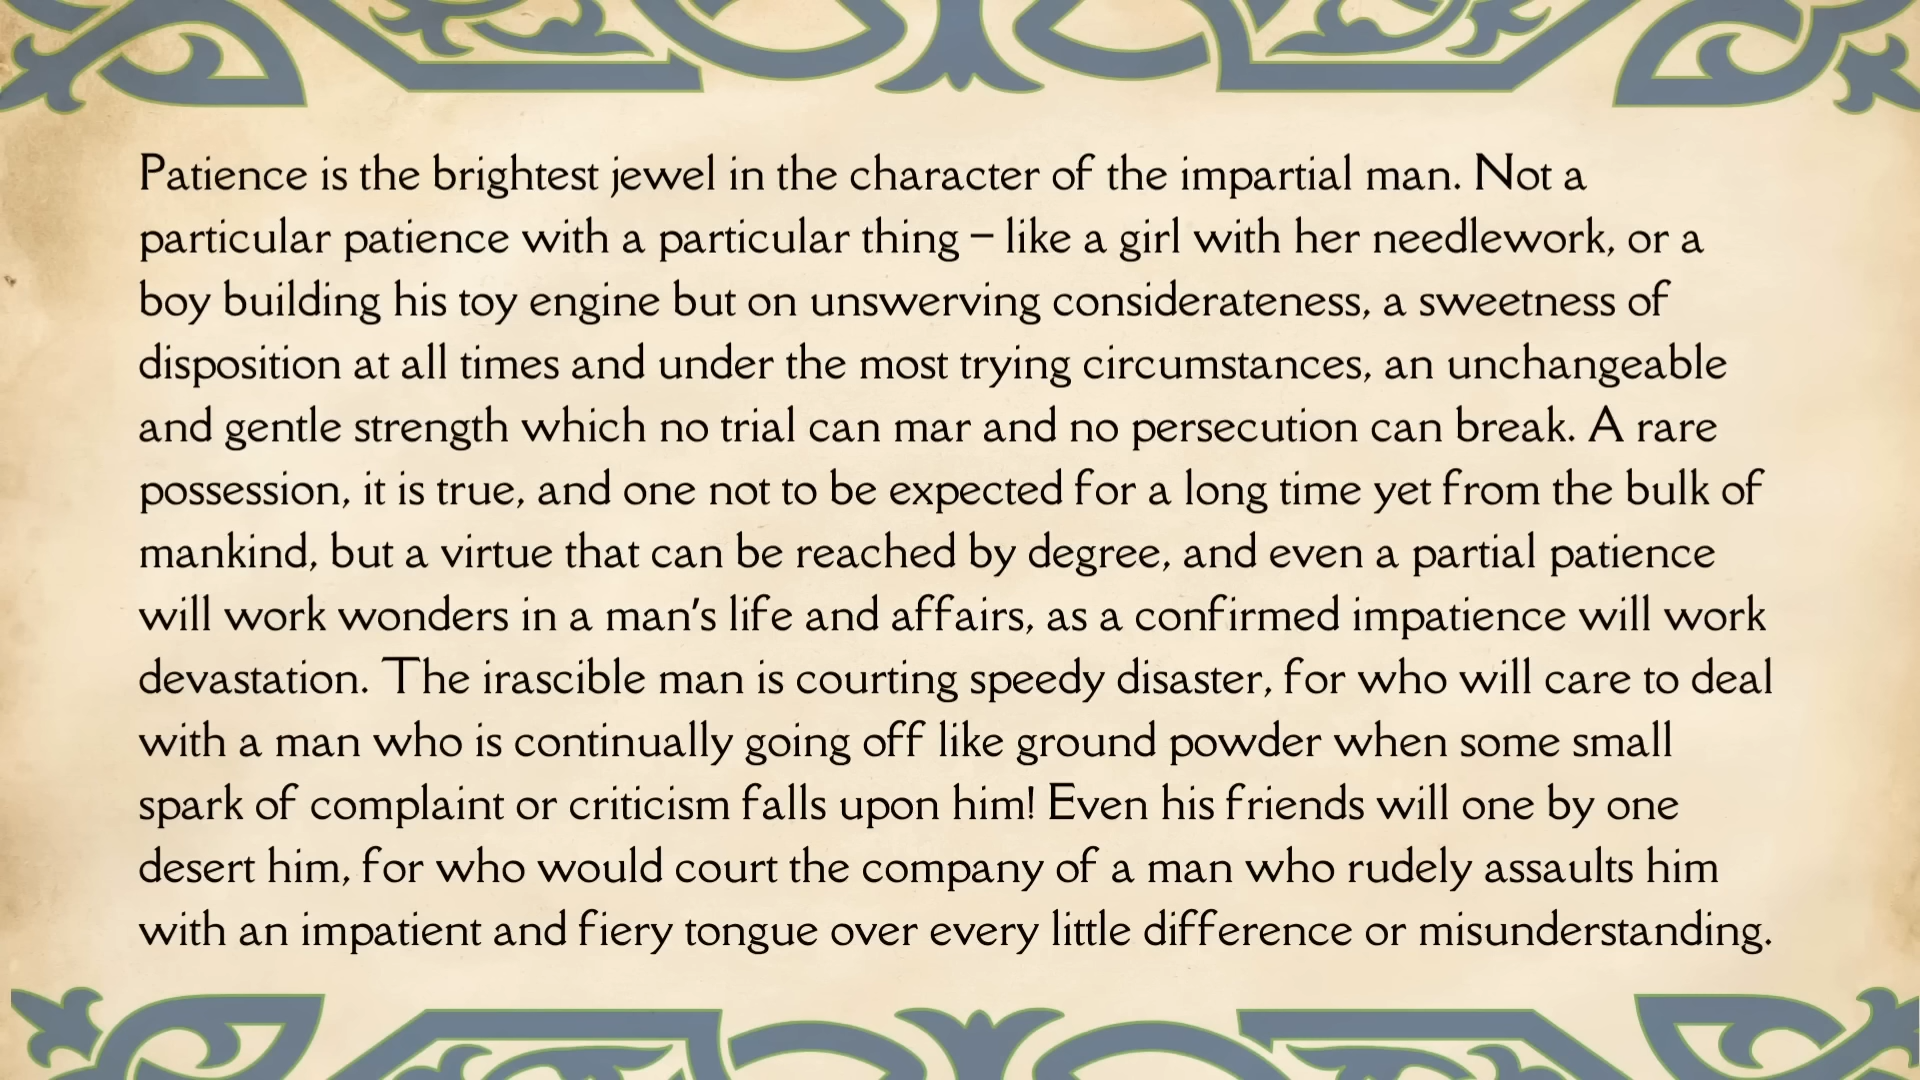 Patience is the brightest jewel in the character of the impartial man. Not a
particular patience with a particular thing – like a girl with her needlework, or a
boy building his toy engine but on unswerving considerateness, a sweetness of
disposition at all times and under the most trying circumstances, an unchangeable
and gentle strength which no trial can mar and no persecution can break. A rare
possession, it is true, and one not to be expected for a long time yet from the bulk of
mankind, but a virtue that can be reached by degree, and even a partial patience
will work wonders in a man's life and affairs, as a confirmed impatience will work
devastation. The irascible man is courting speedy disaster, for who will care to deal
with a man who is continually going off like ground powder when some small
spark of complaint or criticism falls upon him! Even his friends will one by one
desert him, for who would court the company of a man who rudely assaults him
with an impatient and fiery tongue over every little difference or misunderstanding.